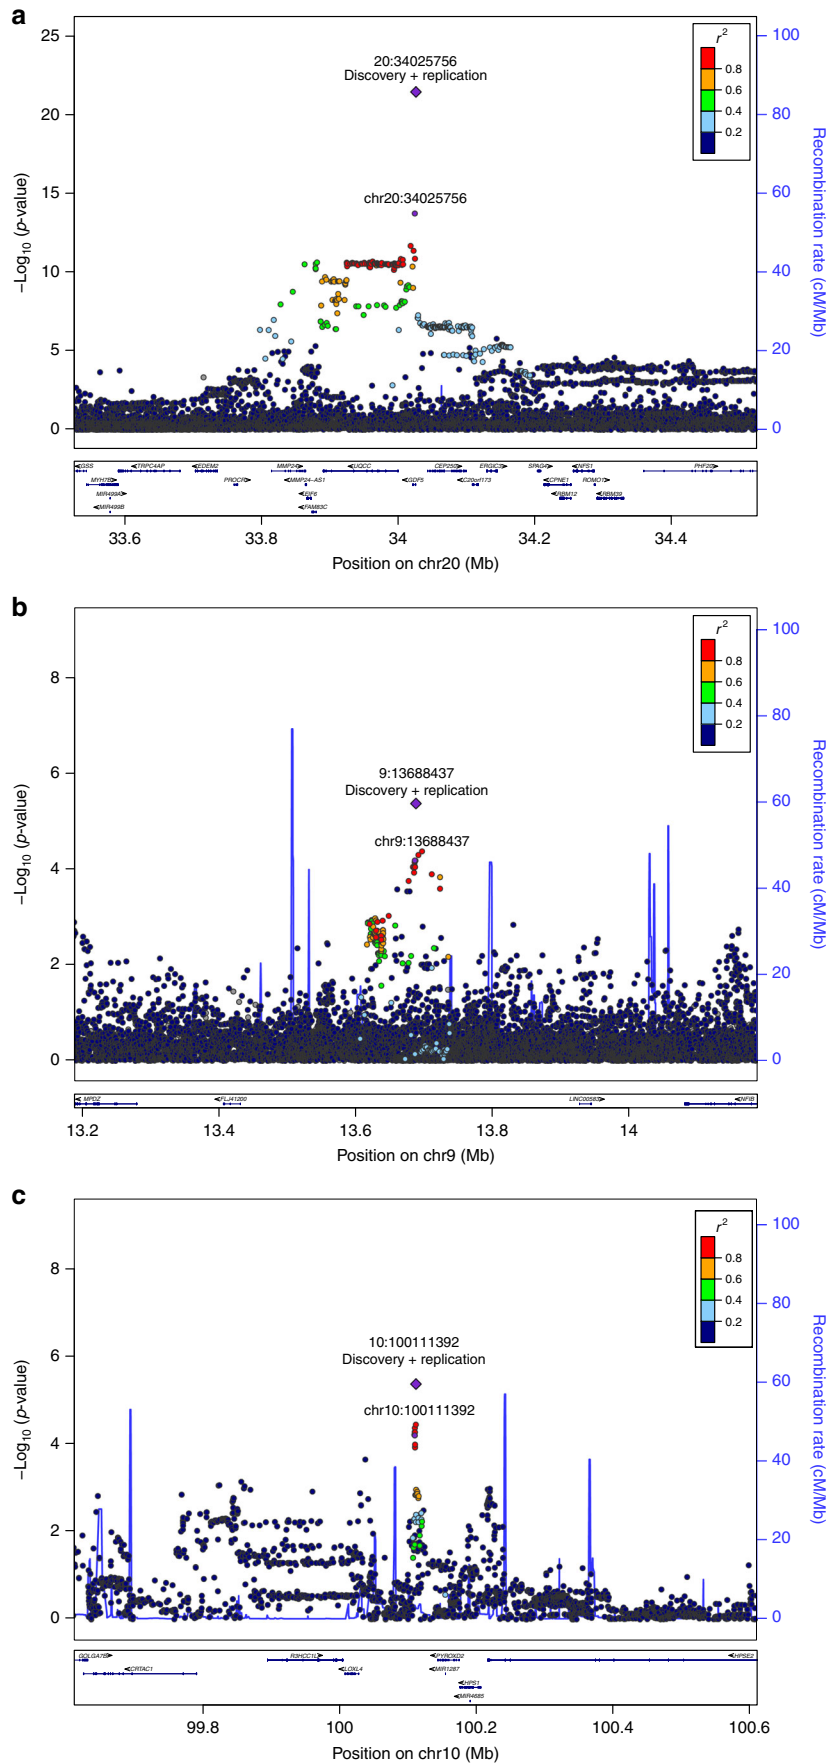 a
25
20
15
10
5
0
−Log10 (p-value)
20:34025756
Discovery + replication
chr20:34025756
r2
0.8
0.6
0.4
0.2
100
80
60
40
20
0
Recombination rate (cM/Mb)
GSS
TRPC4AP
EDEM2
MMP24
UQCC
CEP250
ERGIC3
SPAG4
NFS1
PHF20
MYH7B
PROCR
MMP24−AS1
GDF5
C20orf173
CPNE1
ROMO1
MIR499A
EIF6
RBM12
RBM39
MIR499B
FAM83C
33.6
33.8
34
34.2
34.4
Position on chr20 (Mb)
b
8
6
4
2
0
−Log10 (p-value)
9:13688437
Discovery + replication
chr9:13688437
r2
0.8
0.6
0.4
0.2
100
80
60
40
20
0
Recombination rate (cM/Mb)
MPDZ
FLJ41200
LINC00583
NFIB
13.2
13.4
13.6
13.8
14
Position on chr9 (Mb)
c
8
6
4
2
0
−Log10 (p-value)
10:100111392
Discovery + replication
chr10:100111392
r2
0.8
0.6
0.4
0.2
100
80
60
40
20
0
Recombination rate (cM/Mb)
GOLGA7B
R3HCC1L
PYROXD2
HPSE2
CRTAC1
LOXL4
MIR1287
HPS1
MIR4685
99.8
100
100.2
100.4
100.6
Position on chr10 (Mb)